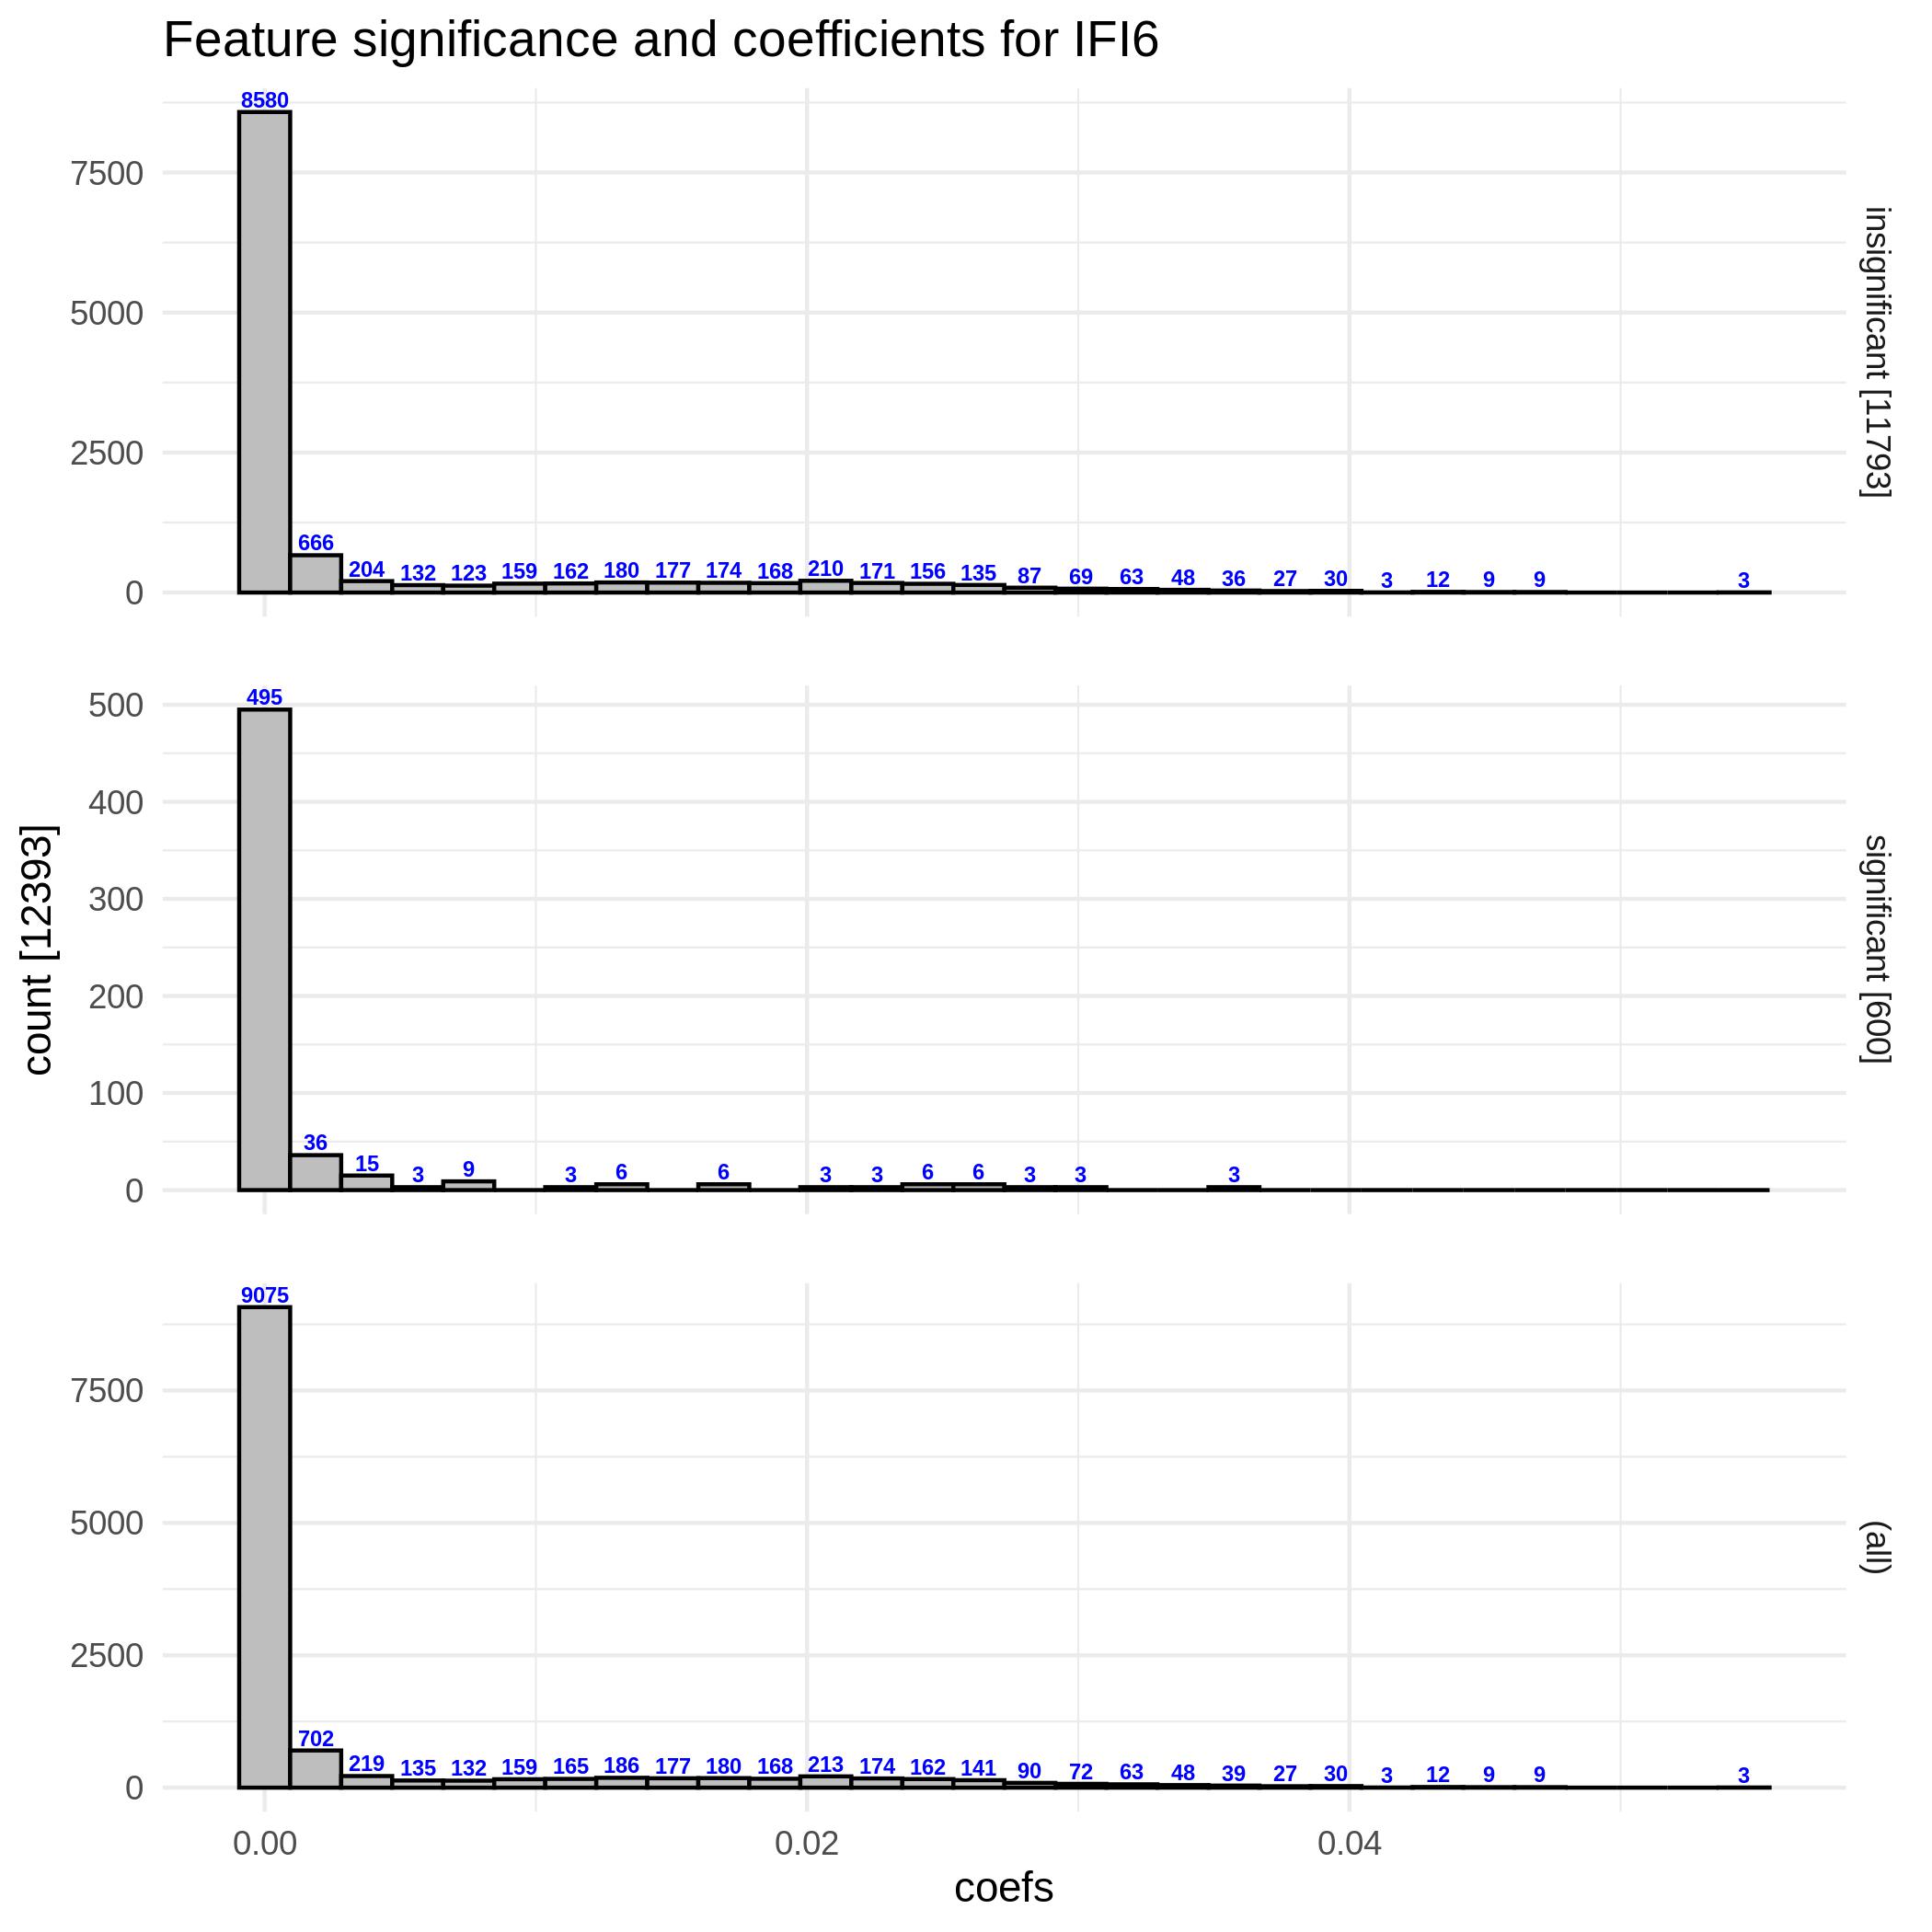 Feature significance and coefficients for IFI6
8580
7500
5000
2500
666 204 132 123 159 162 180 177 174 168 210 171 156 135 87 69 63 48 36 27 30 3 12 9 9 3
0
insignificant [11793]
495
500
400
300
200
100
36 15 3 9 3 6 6 3 3 6 6 3 3 3
0
significant [600]
count [12393]
9075
7500
5000
2500
702 219 135 132 159 165 186 177 180 168 213 174 162 141 90 72 63 48 39 27 30 3 12 9 9 3
0
(all)
0.00 0.02 0.04
coefs